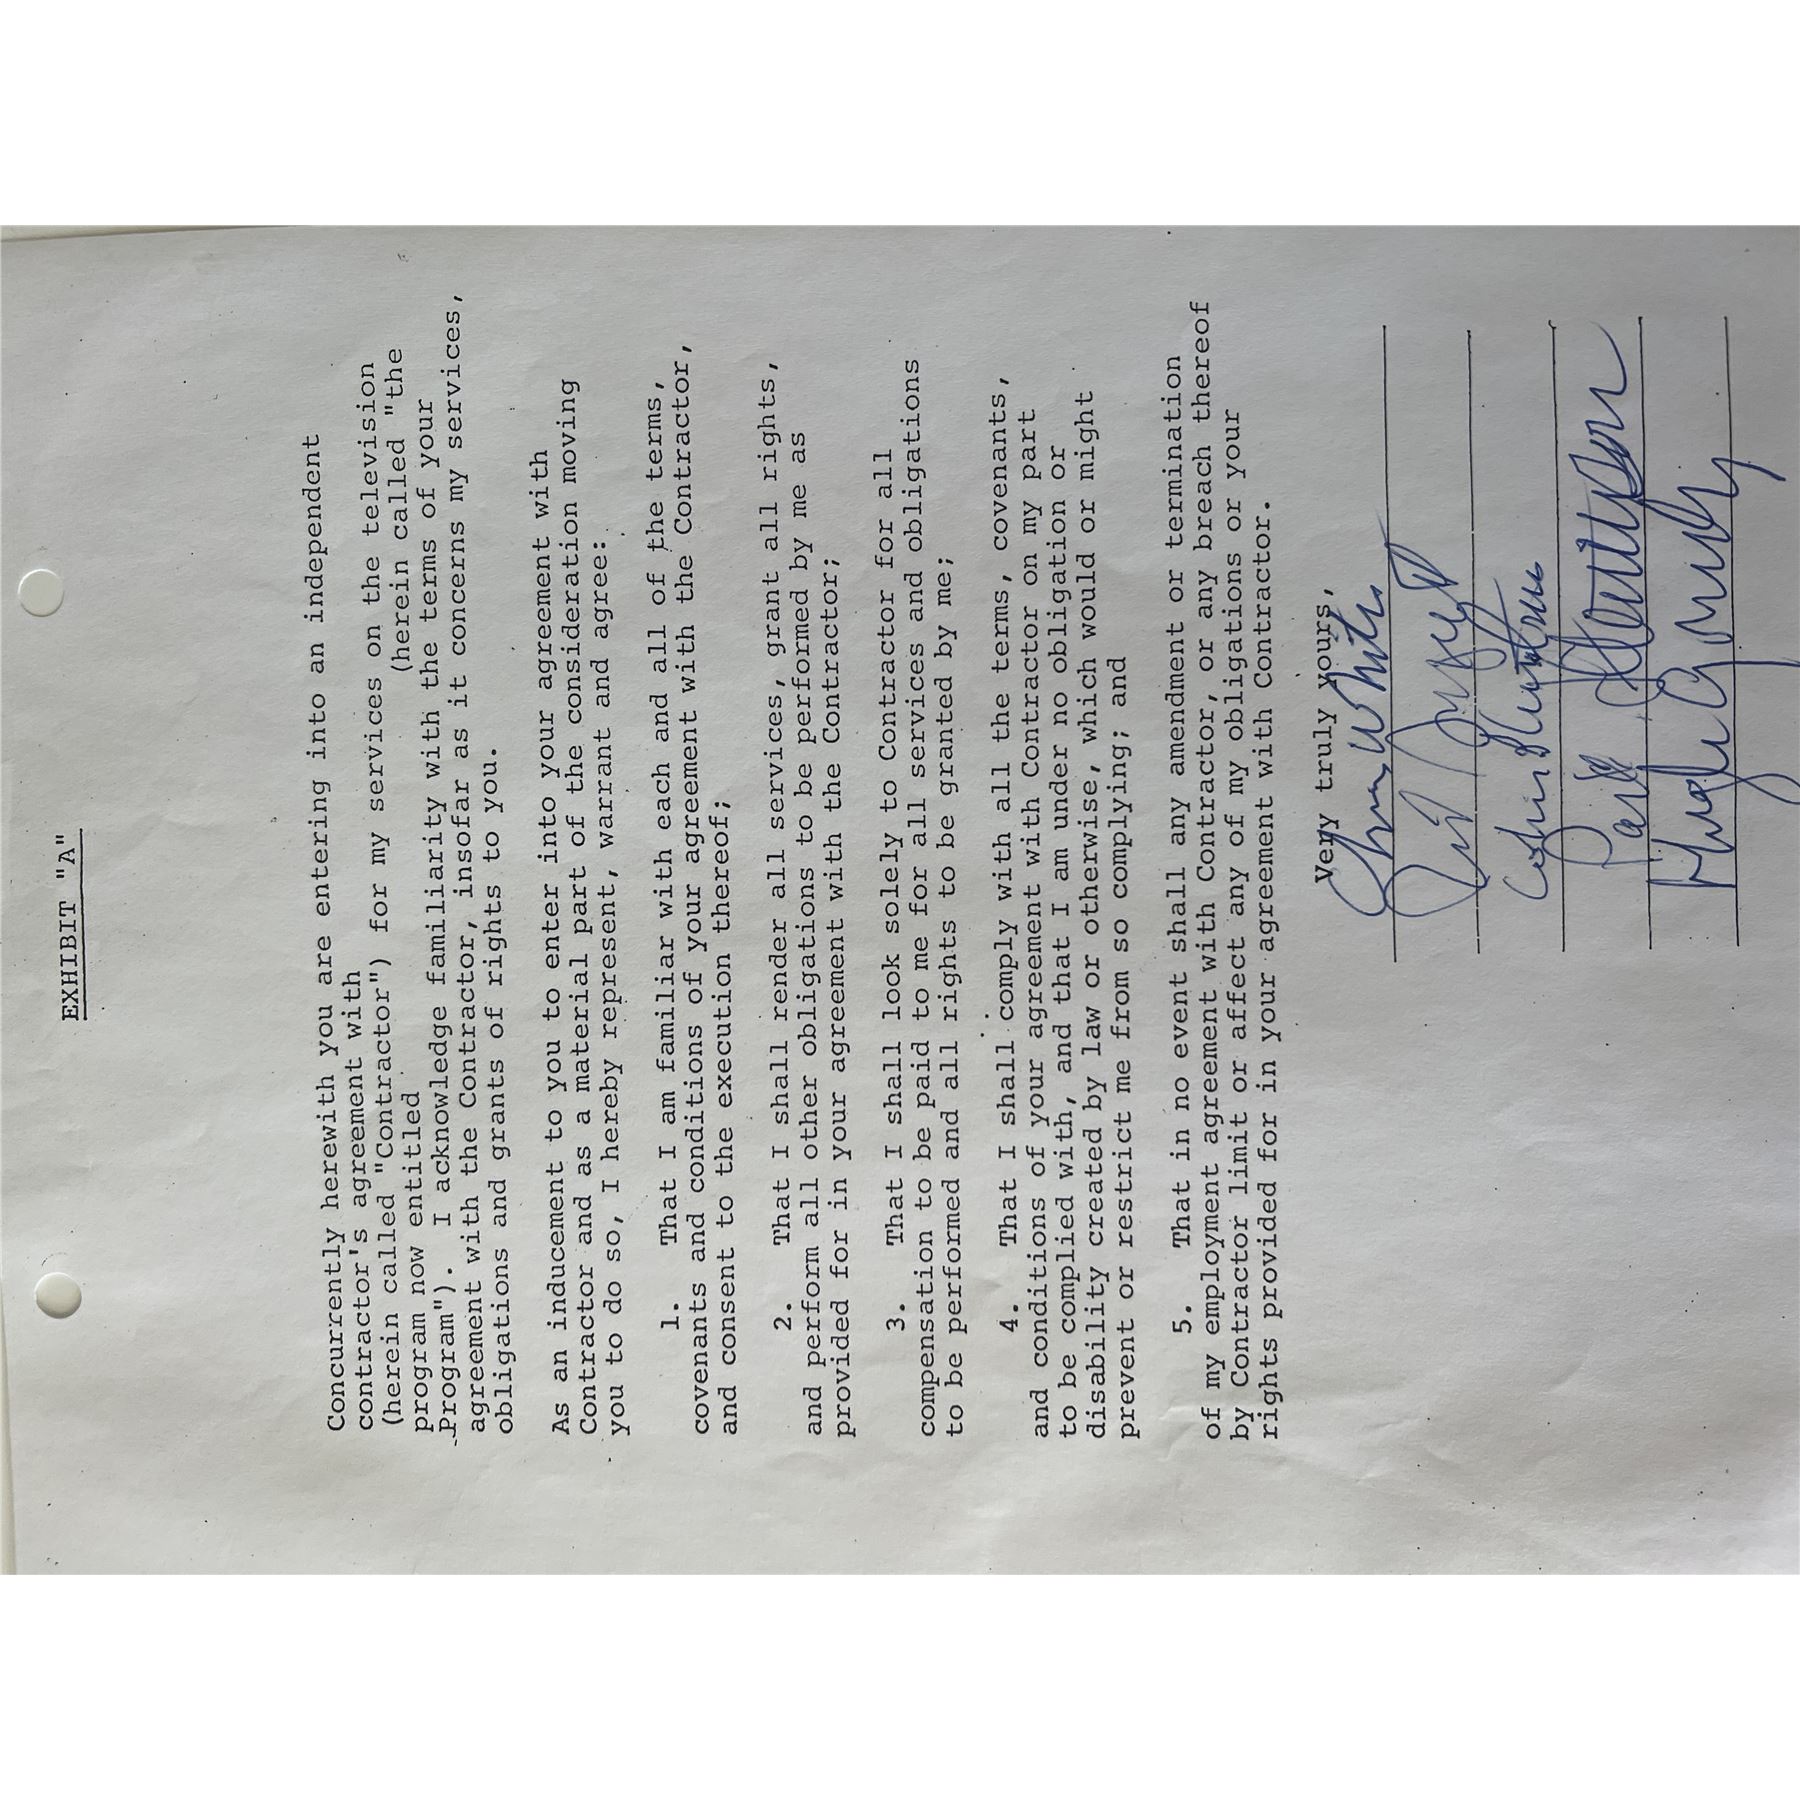 EXHIBIT "A"
Concurrently herewith you are entering into an independent
contractor's agreement with
(herein called "Contractor") for my services on the television
program now entitled (herein called "the
Program"). I acknowledge familiarity with the terms of your
agreement with the Contractor, insofar as it concerns my services,
obligations and grants of rights to you.
As an inducement to you to enter into your agreement with
Contractor and as a material part of the consideration moving
you to do so, I hereby represent, warrant and agree:
1. That I am familiar with each and all of the terms,
covenants and conditions of your agreement with the Contractor,
and consent to the execution thereof;
2. That I shall render all services, grant all rights,
and perform all other obligations to be performed by me as
provided for in your agreement with the Contractor;
3. That I shall look solely to Contractor for all
compensation to be paid to me for all services and obligations
to be performed and all rights to be granted by me;
4. That I shall comply with all the terms, covenants,
and conditions of your agreement with Contractor on my part
to be complied with, and that I am under no obligation or
disability created by law or otherwise, which would or might
prevent or restrict me from so complying; and
5. That in no event shall any amendment or termination
of my employment agreement with Contractor, or any breach thereof
by Contractor limit or affect any of my obligations or your
rights provided for in your agreement with Contractor.
Very truly yours,